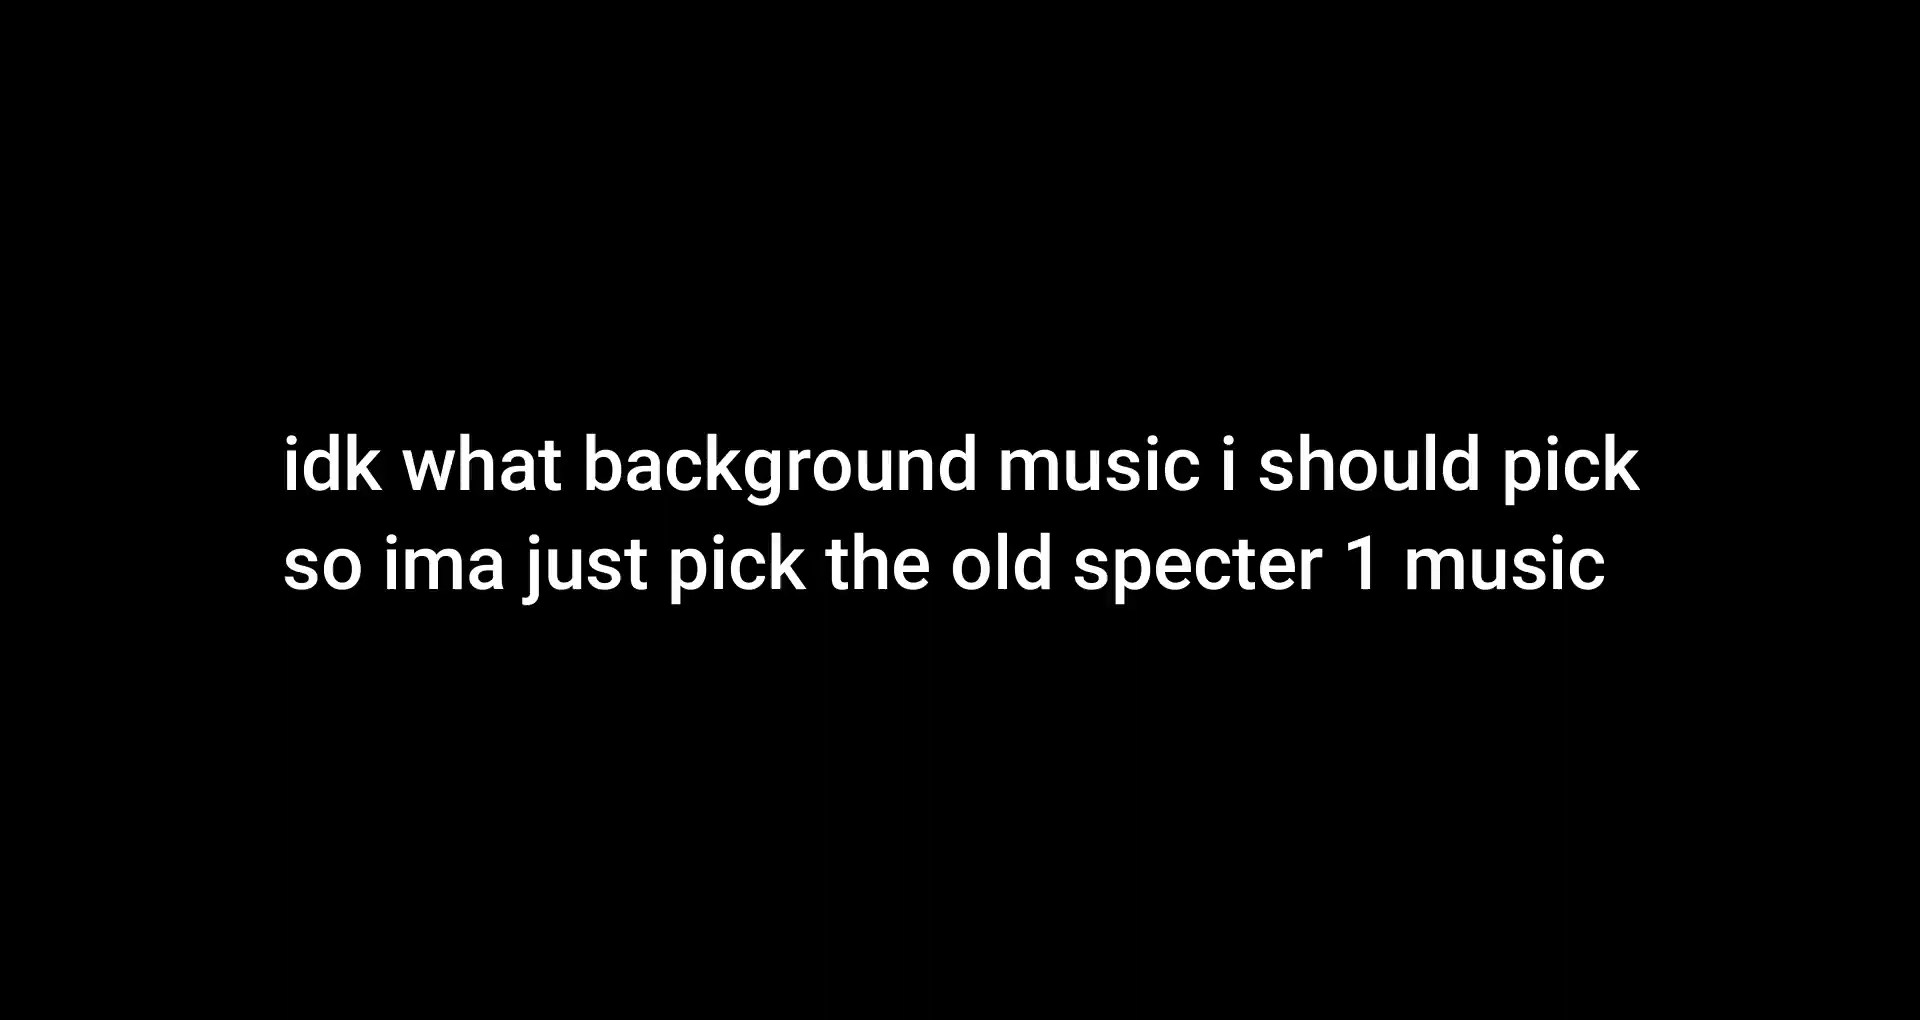 idk what background music i should pick
so ima just pick the old specter 1 music